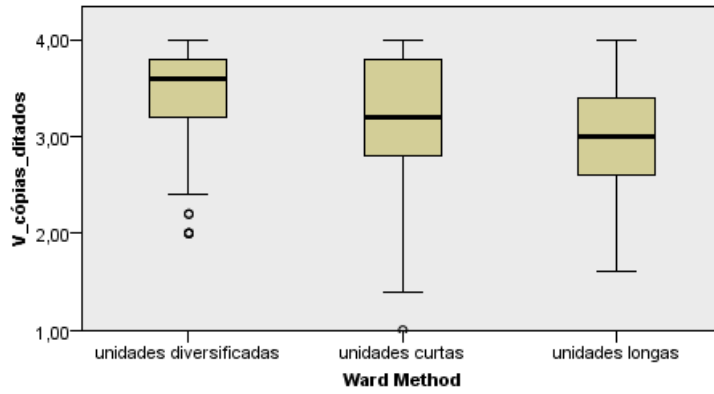 4,00
3,00
2,00
1,00
V_cópias_ditados
unidades diversificadas
unidades curtas
unidades longas
Ward Method